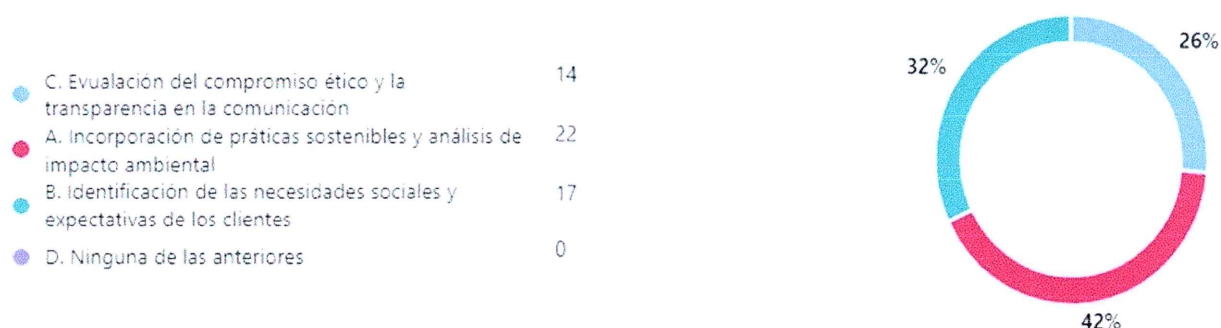 C. Evualación del compromiso ético y la 14
transparencia en la comunicación
A. Incorporación de práticas sostenibles y análisis de 22
impacto ambiental
B. Identificación de las necesidades sociales y 17
expectativas de los clientes
D. Ninguna de las anteriores 0
26%
32%
42%